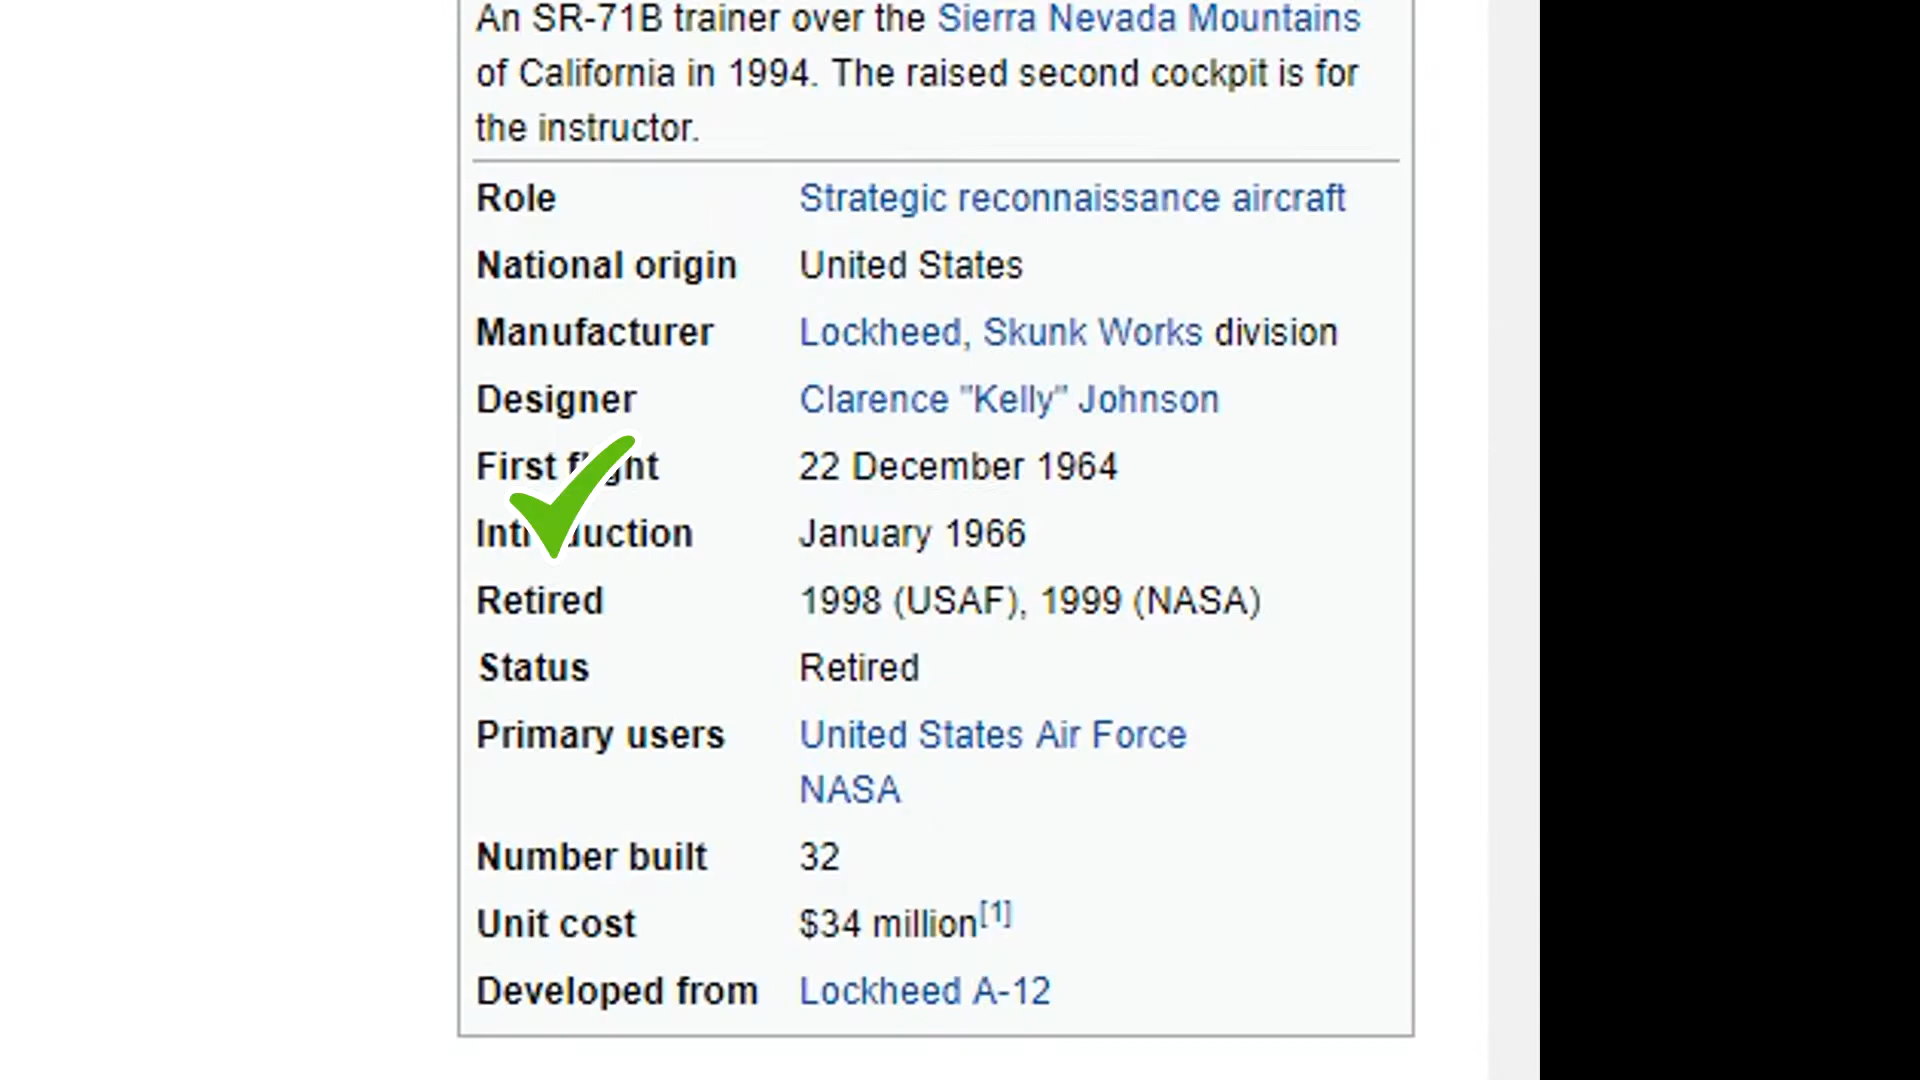 An SR-71B trainer over the Sierra Nevada Mountains
of California in 1994. The raised second cockpit is for
the instructor.
Role Strategic reconnaissance aircraft
National origin United States
Manufacturer Lockheed, Skunk Works division
Designer Clarence "Kelly" Johnson
First flight 22 December 1964
Introduction January 1966
Retired 1998 (USAF), 1999 (NASA)
Status Retired
Primary users United States Air Force
NASA
Number built 32
Unit cost $34 million[1]
Developed from Lockheed A-12